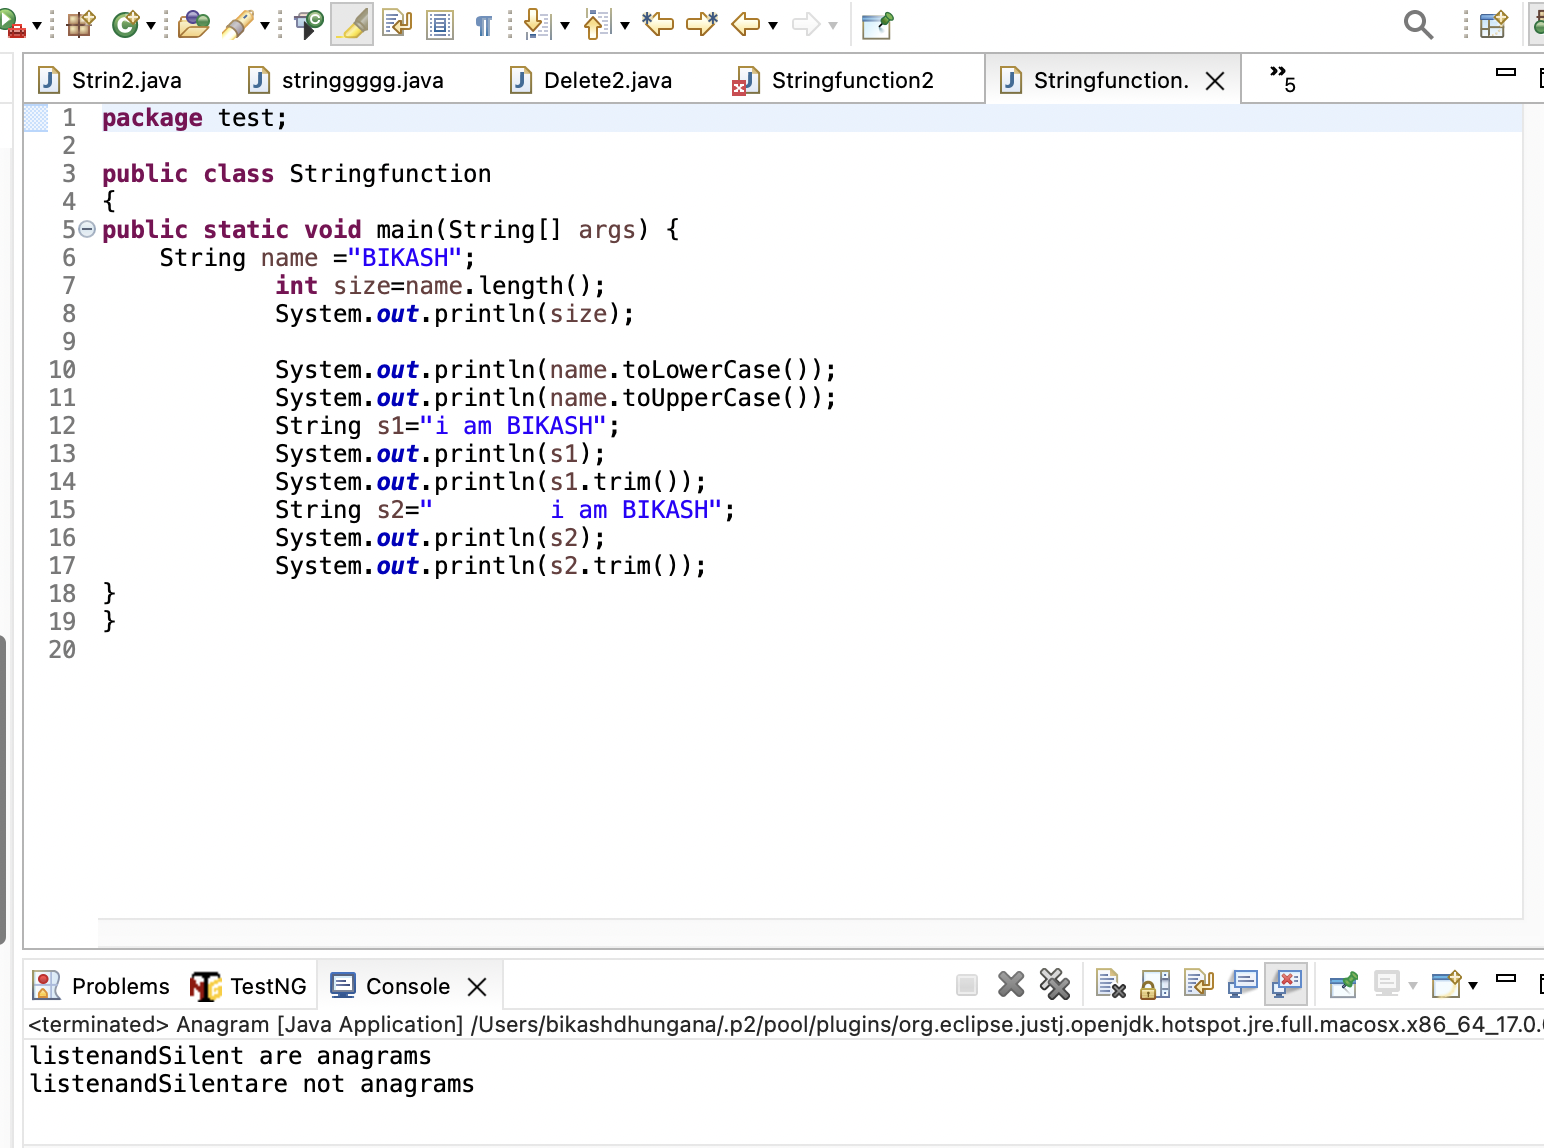 Strin2.java stringgggg.java Delete2.java Stringfunction2 Stringfunction. »5
1 package test;
2
3 public class Stringfunction
4 {
5 public static void main(String[] args) {
6     String name ="BIKASH";
7             int size=name.length();
8             System.out.println(size);
9
10             System.out.println(name.toLowerCase());
11             System.out.println(name.toUpperCase());
12             String s1="i am BIKASH";
13             System.out.println(s1);
14             System.out.println(s1.trim());
15             String s2="        i am BIKASH";
16             System.out.println(s2);
17             System.out.println(s2.trim());
18 }
19 }
20
Problems TestNG Console
<terminated> Anagram [Java Application] /Users/bikashdhungana/.p2/pool/plugins/org.eclipse.justj.openjdk.hotspot.jre.full.macosx.x86_64_17.0.
listenandSilent are anagrams
listenandSilentare not anagrams